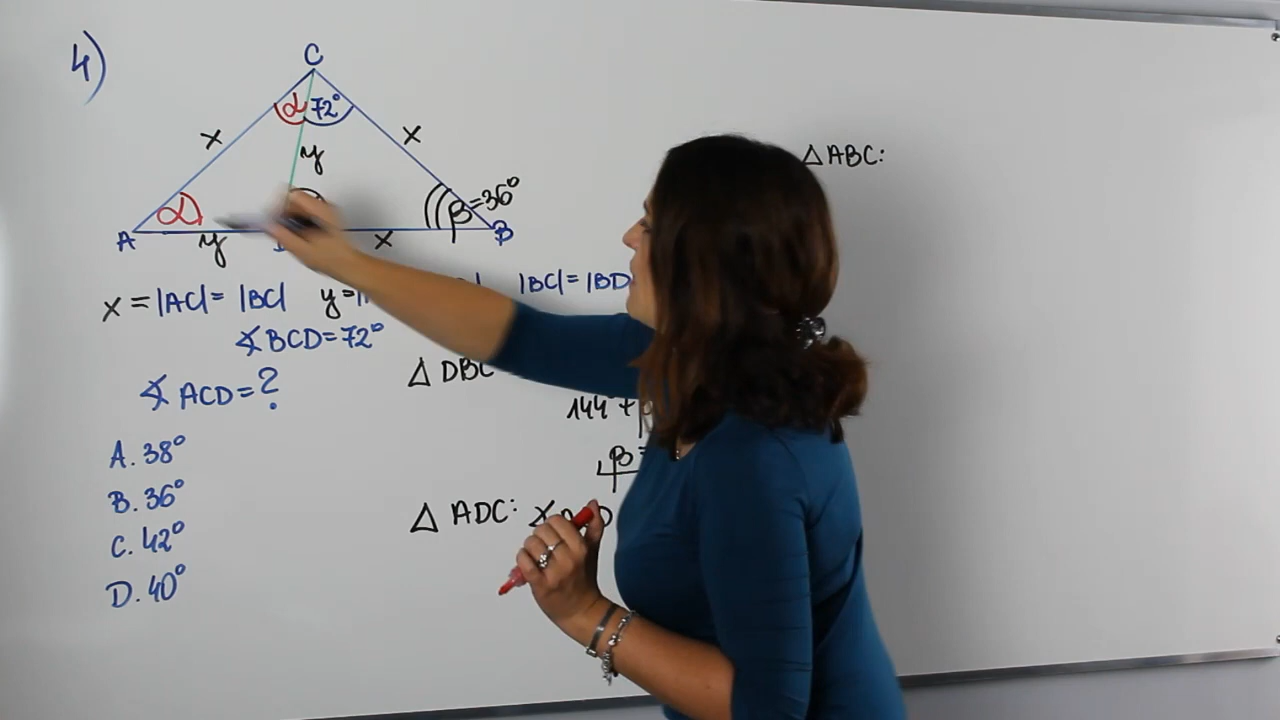 4)
C
α 72°
x x
y
△ABC:
α
β=36°
A
y
x
B
x=|AC|=|BC| y=| |BC|=|BD
∢BCD=72°
△ DBC
∢ ACD=?
144°+
A. 38°
β=
B. 36°
△ ADC: ∢
C. 42°
D. 40°